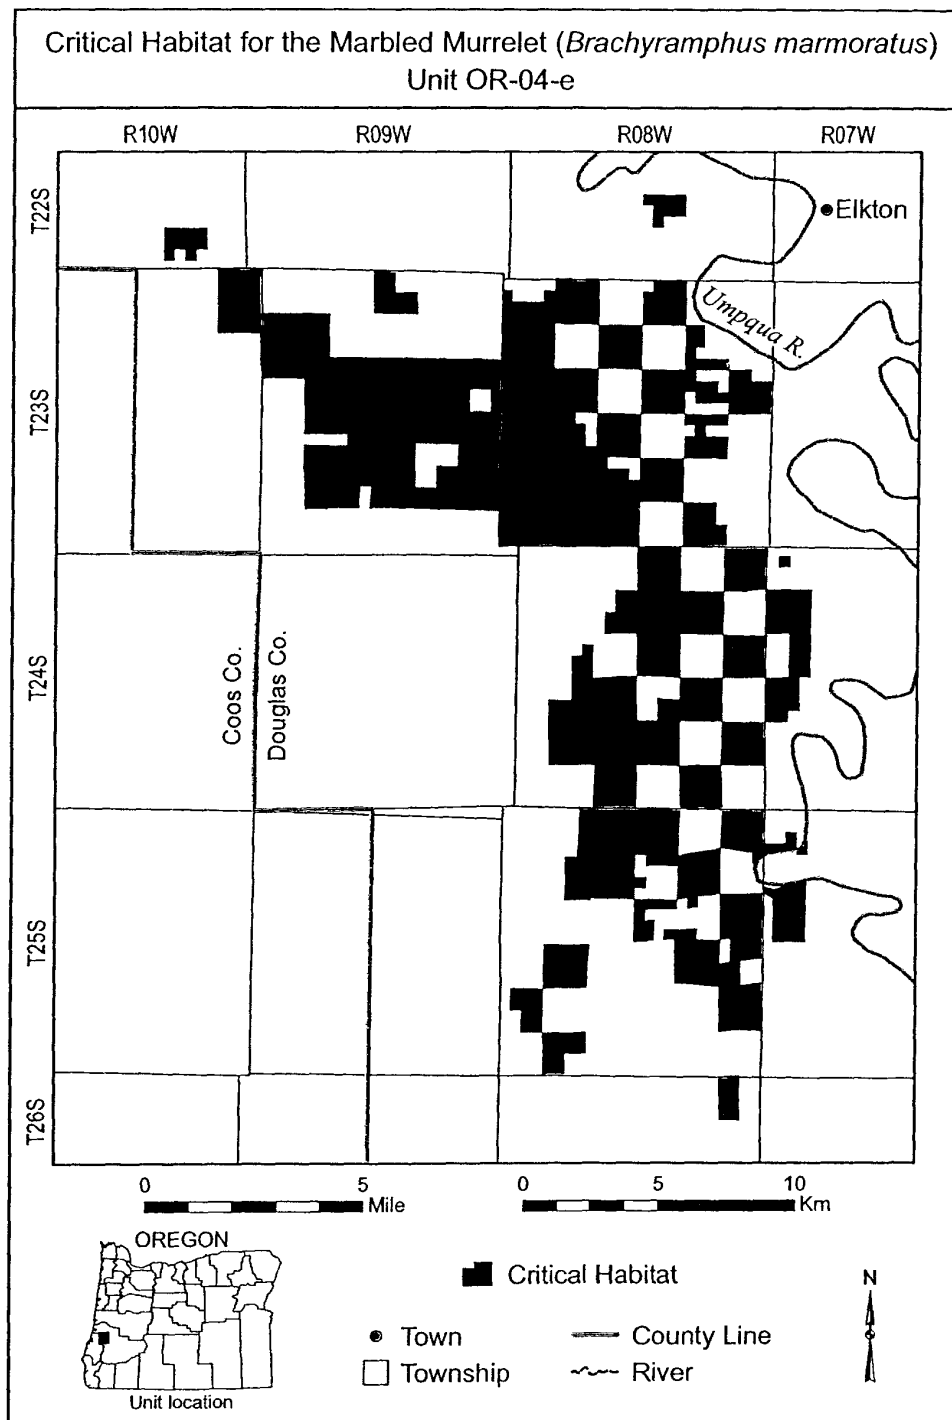 Critical Habitat for the Marbled Murrelet (Brachyramphus marmoratus)
Unit OR-04-e
R10W R09W R08W R07W
T22S
Elkton
Umpqua R.
T23S
T24S
Coos Co.
Douglas Co.
T25S
T26S
0 5 Mile
0 5 10 Km
OREGON
Unit location
Critical Habitat
Town
County Line
Township
River
N